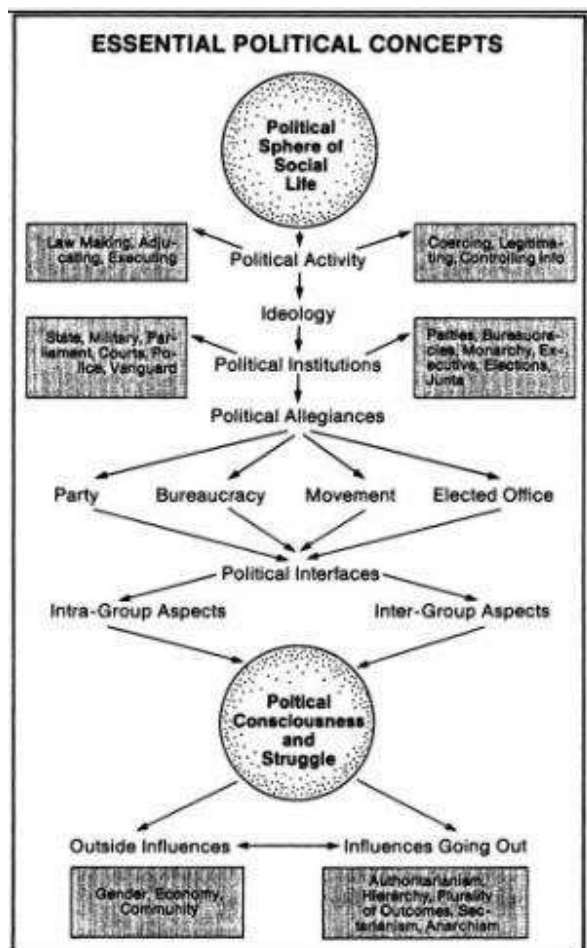 ESSENTIAL POLITICAL CONCEPTS
Political
Sphere of
Social
Life
Law Making, Adju-
cating, Executing
Coercing, Legitima-
ting, Controlling Info
Political Activity
Ideology
State, Military, Par-
liament, Courts, Po-
lice, Vanguard
Parties, Bureaucra-
cies, Monarchy, Ex-
ecutive, Elections,
Junta
Political Institutions
Political Allegiances
Party
Bureaucracy
Movement
Elected Office
Political Interfaces
Intra-Group Aspects
Inter-Group Aspects
Poltical
Consciousness
and
Struggle
Outside Influences
Influences Going Out
Gender, Economy,
Community
Authoritarianism,
Hierarchy, Plurality
of Outcomes, Sec-
tarianism, Anarchism